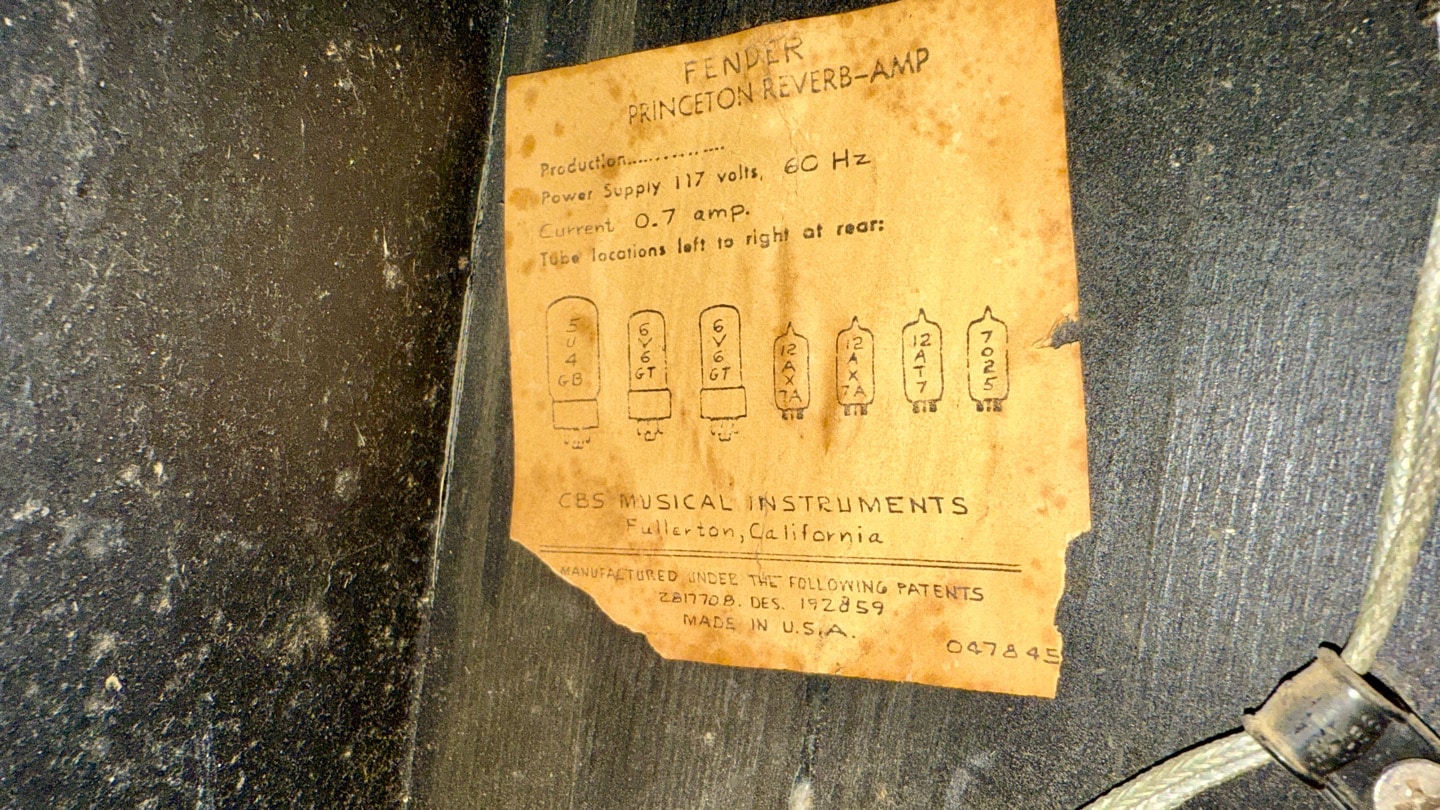 FENDER
PRINCETON REVERB-AMP
Production.............
Power Supply 117 volts, 60 Hz
Current 0.7 amp.
Tube locations left to right at rear:
5U4GB 6V6GT 6V6GT 12AX7A 12AX7A 12AT7 7025
CBS MUSICAL INSTRUMENTS
Fullerton, California
MANUFACTURED UNDER THE FOLLOWING PATENTS
2817708. DES. 192859
MADE IN U.S.A.
047845